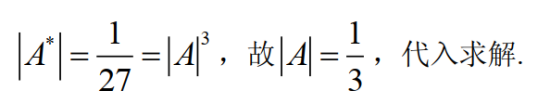 |A*| = 1/27 = |A|³，故|A| = 1/3，代入求解.